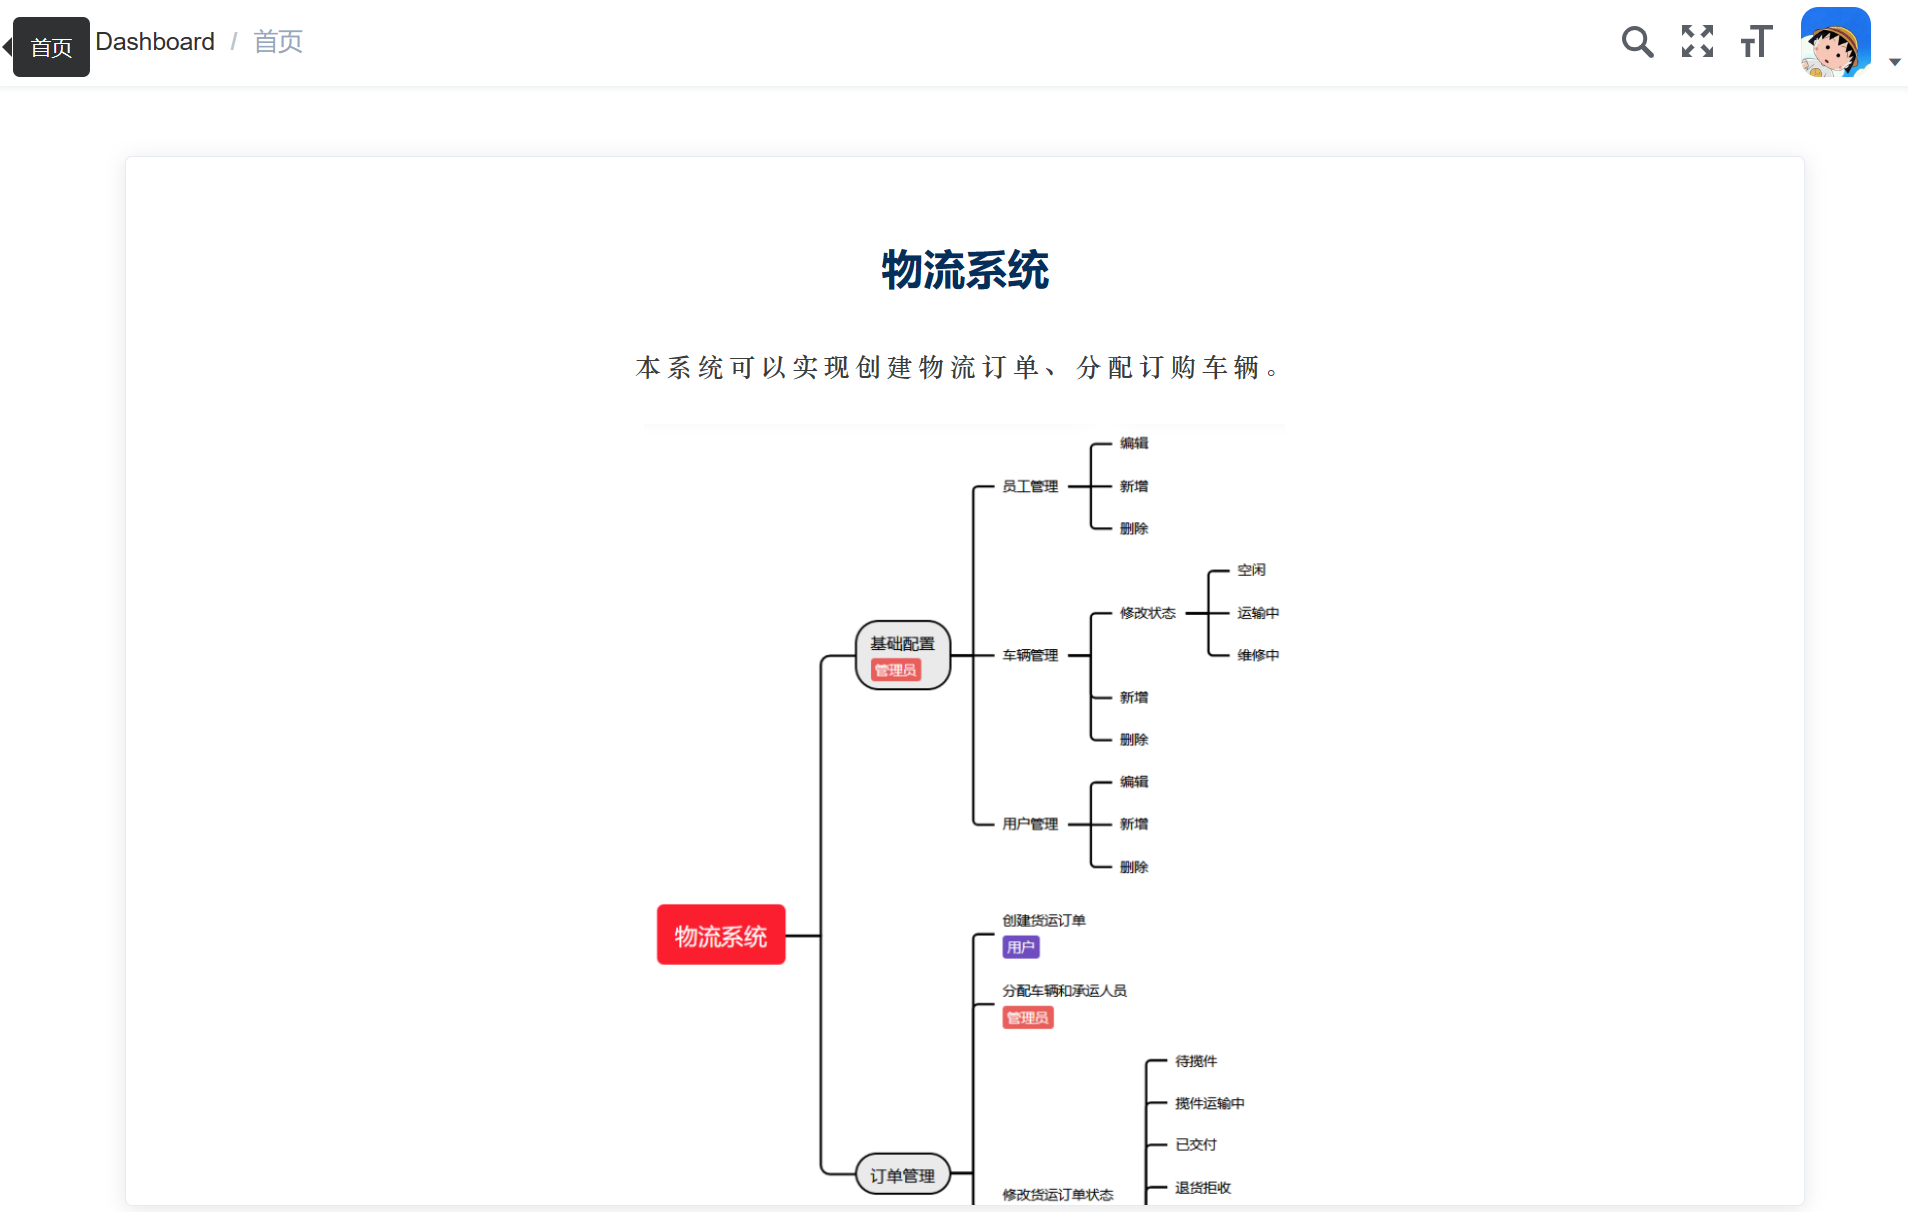 首页
Dashboard / 首页
物流系统
本系统可以实现创建物流订单、分配订购车辆。
编辑
员工管理
新增
删除
空闲
修改状态
运输中
基础配置
管理员
车辆管理
维修中
新增
删除
编辑
用户管理
新增
删除
物流系统
创建货运订单
用户
分配车辆和承运人员
管理员
待揽件
揽件运输中
已交付
订单管理
退货拒收
修改货运订单状态